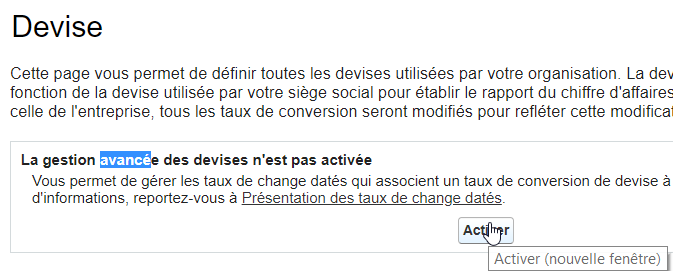 Devise
Cette page vous permet de définir toutes les devises utilisées par votre organisation. La dev
fonction de la devise utilisée par votre siège social pour établir le rapport du chiffre d'affaires
celle de l'entreprise, tous les taux de conversion seront modifiés pour refléter cette modificat
La gestion avancée des devises n'est pas activée
Vous permet de gérer les taux de change datés qui associent un taux de conversion de devise à
d'informations, reportez-vous à Présentation des taux de change datés.
Activer
Activer (nouvelle fenêtre)